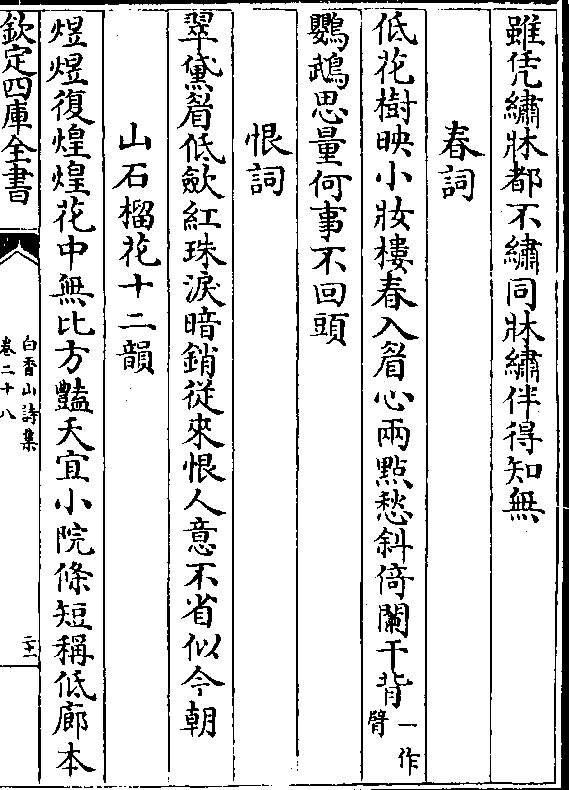 雖凭繡牀都不繡同牀繡伴得知無
春詞
低花樹映小妝樓春入眉心兩點愁斜倚闌干背一作臂
鸚鵡思量何事不回頭
恨詞
翠黛眉低歛紅珠淚暗銷從來恨人意不省似今朝
山石榴花十二韻
煜煜復煌煌花中無比方豔夭宜小院條短稱低廊本
欽定四庫全書
白香山詩集
卷二十八